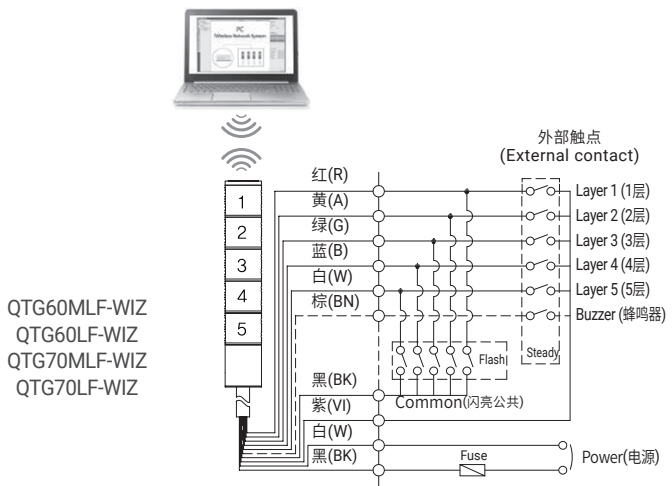 PC
(Wireless Network System)
外部触点
(External contact)
红(R)
黄(A)
绿(G)
蓝(B)
白(W)
棕(BN)
1
2
3
4
5
Layer 1 (1层)
Layer 2 (2层)
Layer 3 (3层)
Layer 4 (4层)
Layer 5 (5层)
Buzzer (蜂鸣器)
QTG60MLF-WIZ
QTG60LF-WIZ
QTG70MLF-WIZ
QTG70LF-WIZ
Flash
Steady
黑(BK)
Common(闪亮公共)
紫(VI)
白(W)
黑(BK)
Fuse
Power(电源)